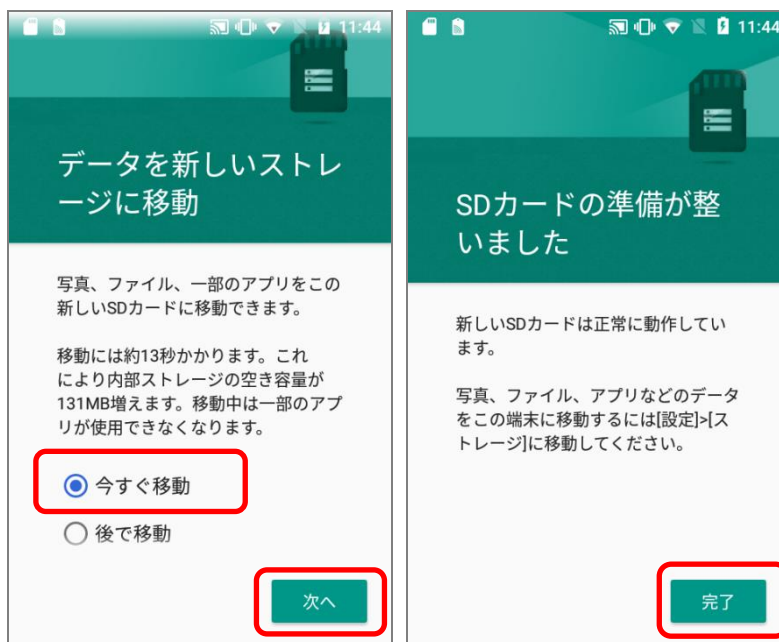 11:44
データを新しいストレ
ージに移動
写真、ファイル、一部のアプリをこの
新しいSDカードに移動できます。
移動には約13秒かかります。これ
により内部ストレージの空き容量が
131MB増えます。移動中は一部のアプ
リが使用できなくなります。
今すぐ移動
後で移動
次へ
11:44
SDカードの準備が整
いました
新しいSDカードは正常に動作してい
ます。
写真、ファイル、アプリなどのデータ
をこの端末に移動するには[設定]>[ス
トレージ]に移動してください。
完了